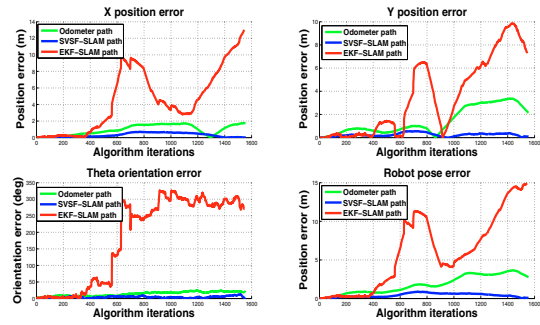 X position error
Position error (m)
14
12
10
8
6
4
2
0
Odometer path
SVSF-SLAM path
EKF-SLAM path
0 200 400 600 800 1000 1200 1400 1600
Algorithm iterations
Y position error
Position error (m)
10
8
6
4
2
0
Odometer path
SVSF-SLAM path
EKF-SLAM path
0 200 400 600 800 1000 1200 1400 1600
Algorithm iterations
Theta orientation error
Orientation error (deg)
350
300
250
200
150
100
50
0
Odometer path
SVSF-SLAM path
EKF-SLAM path
0 200 400 600 800 1000 1200 1400 1600
Algorithm iterations
Robot pose error
Position error (m)
15
10
5
0
Odometer path
SVSF-SLAM path
EKF-SLAM path
0 200 400 600 800 1000 1200 1400 1600
Algorithm iterations